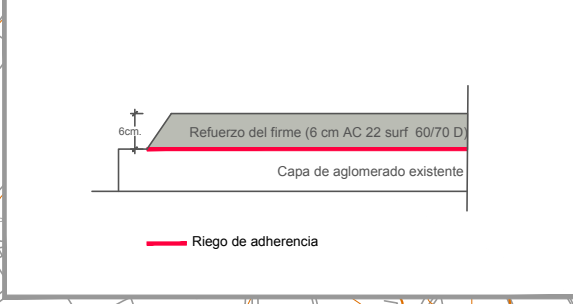 6cm.
Refuerzo del firme (6 cm AC 22 surf 60/70 D)
Capa de aglomerado existente
Riego de adherencia